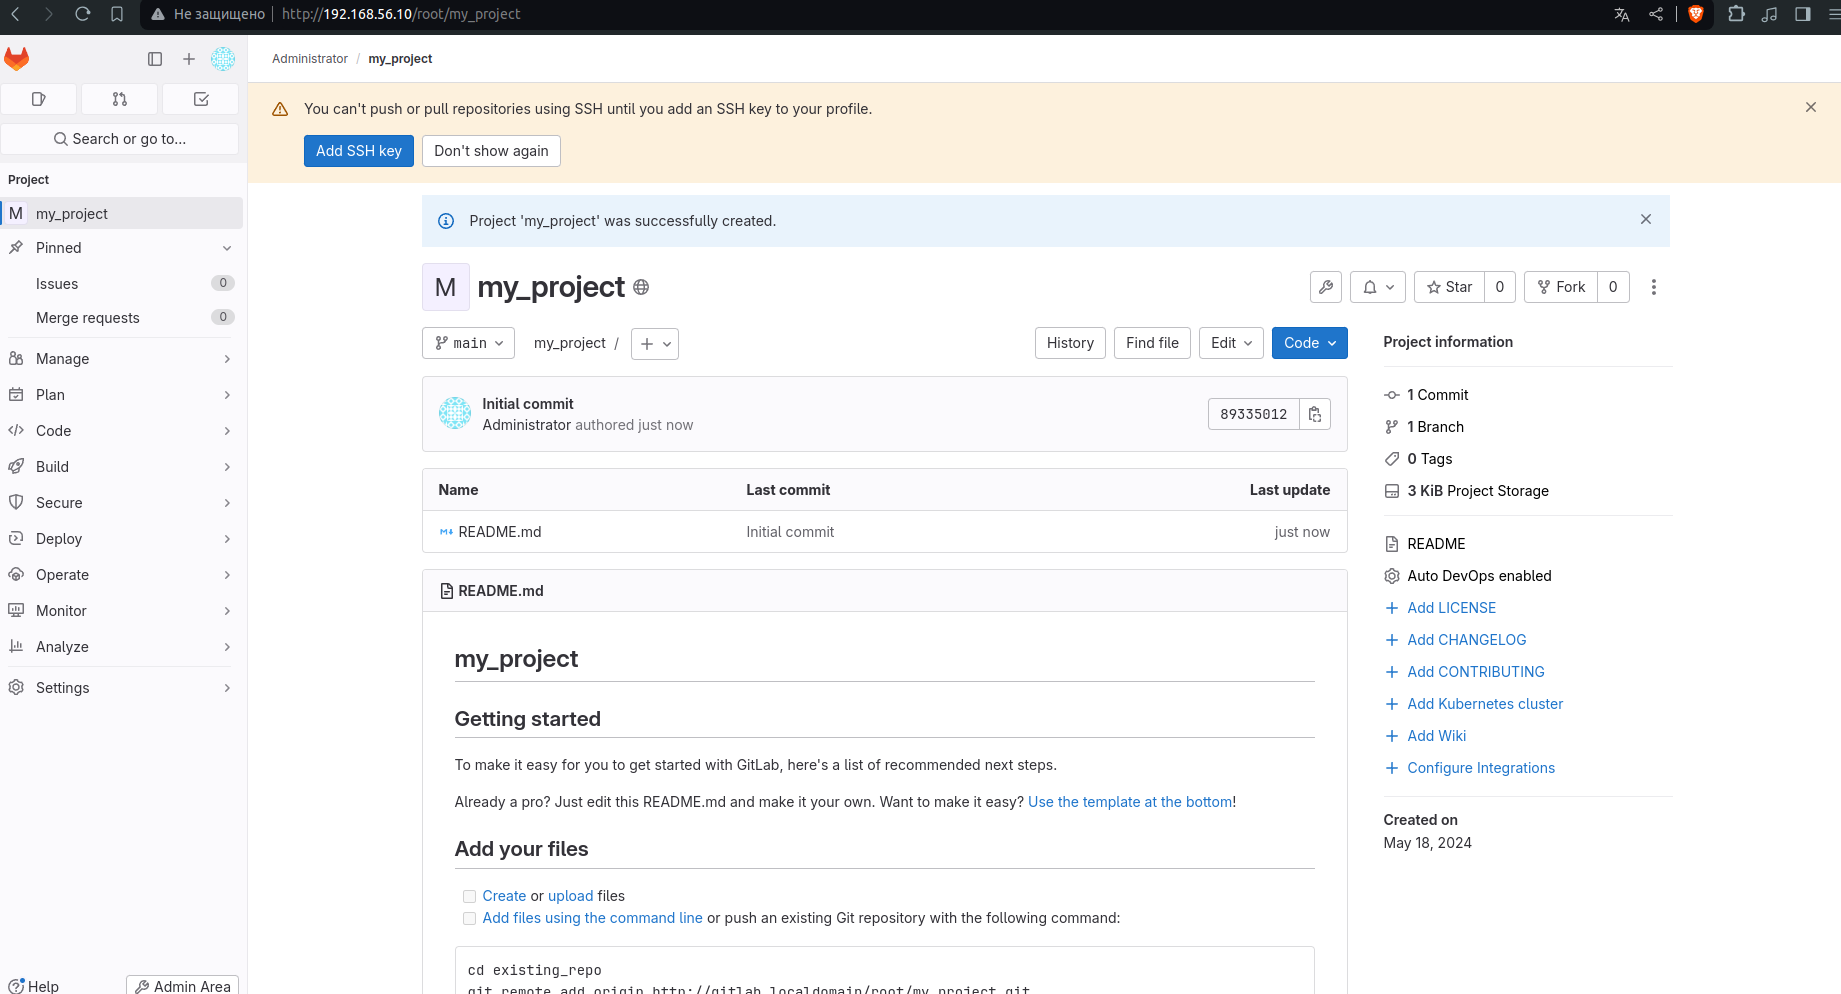 Не защищено http://192.168.56.10/root/my_project
Administrator / my_project
You can't push or pull repositories using SSH until you add an SSH key to your profile.
Add SSH key Don't show again
Search or go to...
Project
M my_project
Pinned
Issues 0
Merge requests 0
Manage
Plan
Code
Build
Secure
Deploy
Operate
Monitor
Analyze
Settings
Help Admin Area
Project 'my_project' was successfully created.
M my_project
Star 0 Fork 0
main my_project / History Find file Edit Code
Initial commit
Administrator authored just now
89335012
Name Last commit Last update
README.md Initial commit just now
README.md
my_project
Getting started
To make it easy for you to get started with GitLab, here's a list of recommended next steps.
Already a pro? Just edit this README.md and make it your own. Want to make it easy? Use the template at the bottom!
Add your files
Create or upload files
Add files using the command line or push an existing Git repository with the following command:
cd existing_repo
git remote add origin http://gitlab.localdomain/root/my_project.git
Project information
1 Commit
1 Branch
0 Tags
3 KiB Project Storage
README
Auto DevOps enabled
Add LICENSE
Add CHANGELOG
Add CONTRIBUTING
Add Kubernetes cluster
Add Wiki
Configure Integrations
Created on
May 18, 2024